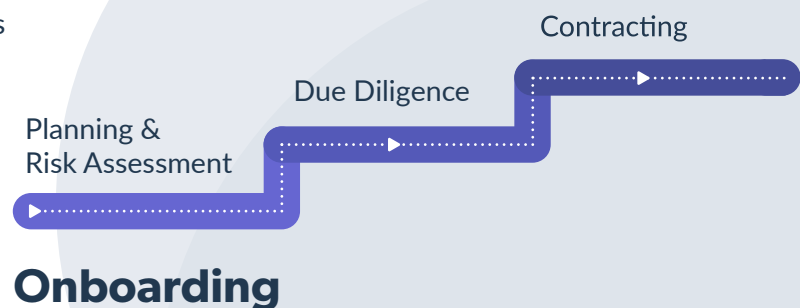 Contracting
Due Diligence
Planning &
Risk Assessment
Onboarding